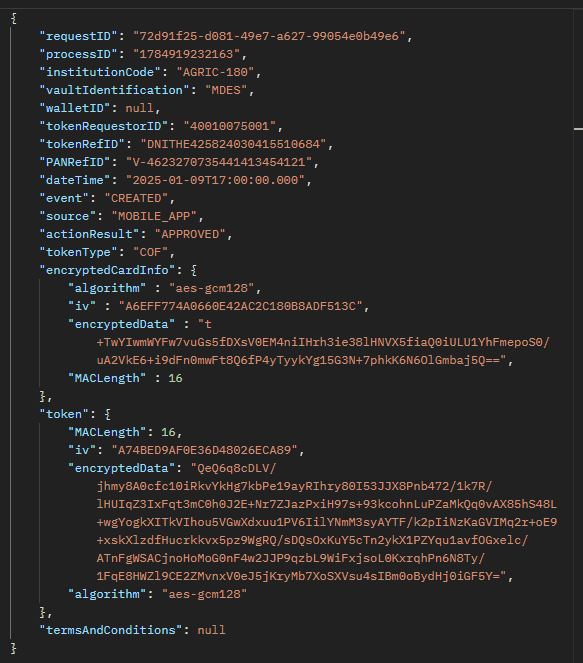 {
"requestID": "72d91f25-d081-49e7-a627-99054e0b49e6",
"processID": "1784919232163",
"institutionCode": "AGRIC-180",
"vaultIdentification": "MDES",
"walletID": null,
"tokenRequestorID": "40010075001",
"tokenRefID": "DNITHE425824030415510684",
"PANRefID": "V-4623270735441413454121",
"dateTime": "2025-01-09T17:00:00.000",
"event": "CREATED",
"source": "MOBILE_APP",
"actionResult": "APPROVED",
"tokenType": "COF",
"encryptedCardInfo": {
"algorithm" : "aes-gcm128",
"iv" : "A6EFF774A0660E42AC2C180B8ADF513C",
"encryptedData" : "t
+TwYIwmWYFw7vuGs5fDXsV0EM4niIHrh3ie38lHNVX5fiaQ0iULU1YhFmepoS0/
uA2VkE6+i9dFn0mwFt8Q6fP4yTyykYg15G3N+7phkK6N6OlGmbaj5Q==",
"MACLength" : 16
},
"token": {
"MACLength": 16,
"iv": "A74BED9AF0E36D48026ECA89",
"encryptedData": "QeQ6q8cDLV/
jhmy8A0cfc10iRkvYkHg7kbPe19ayRIhry80I53JJX8Pnb472/1k7R/
lHUIqZ3IxFqt3mC0h0J2E+Nr7ZJazPxiH97s+93kcohnLuPZaMkQq0vAX85hS48L
+wgYogkXITkVIhou5VGwXdxuu1PV6IilYNmM3syAYTF/k2pIiNzKaGVIMq2r+oE9
+xskXlzdfHucrkkvx5pz9WgRQ/sDQsOxKuY5cTn2ykX1PZYqu1avfOGxelc/
ATnFgWSACjnoHoMoG0nF4w2JJP9qzbL9WiFxjsoL0KxrqhPn6N8Ty/
1FqE8HWZl9CE2ZMvnxV0eJ5jKryMb7XoSXVsu4sIBm0oBydHj0iGF5Y=",
"algorithm": "aes-gcm128"
},
"termsAndConditions": null
}